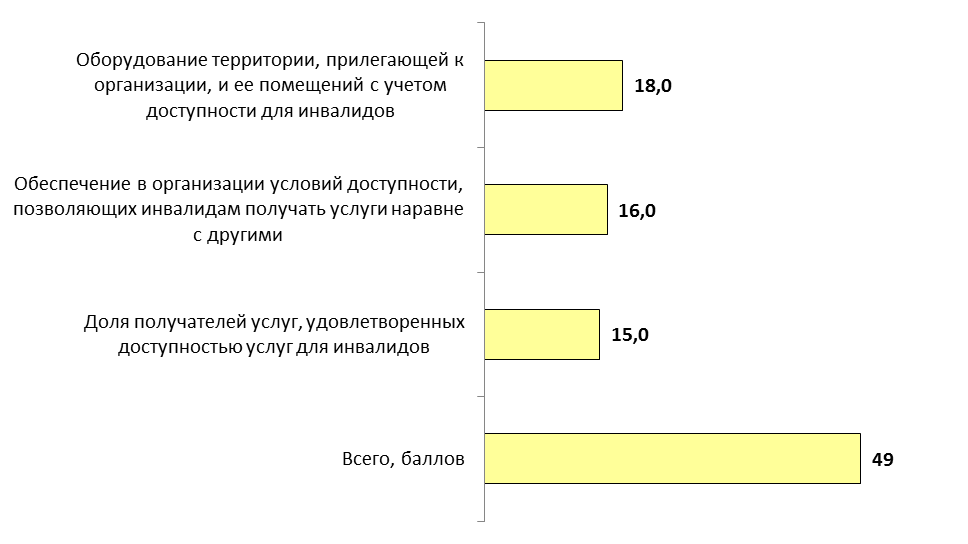 Оборудование территории, прилегающей к
организации, и ее помещений с учетом
доступности для инвалидов
18,0
Обеспечение в организации условий доступности,
позволяющих инвалидам получать услуги наравне
с другими
16,0
Доля получателей услуг, удовлетворенных
доступностью услуг для инвалидов
15,0
Всего, баллов
49